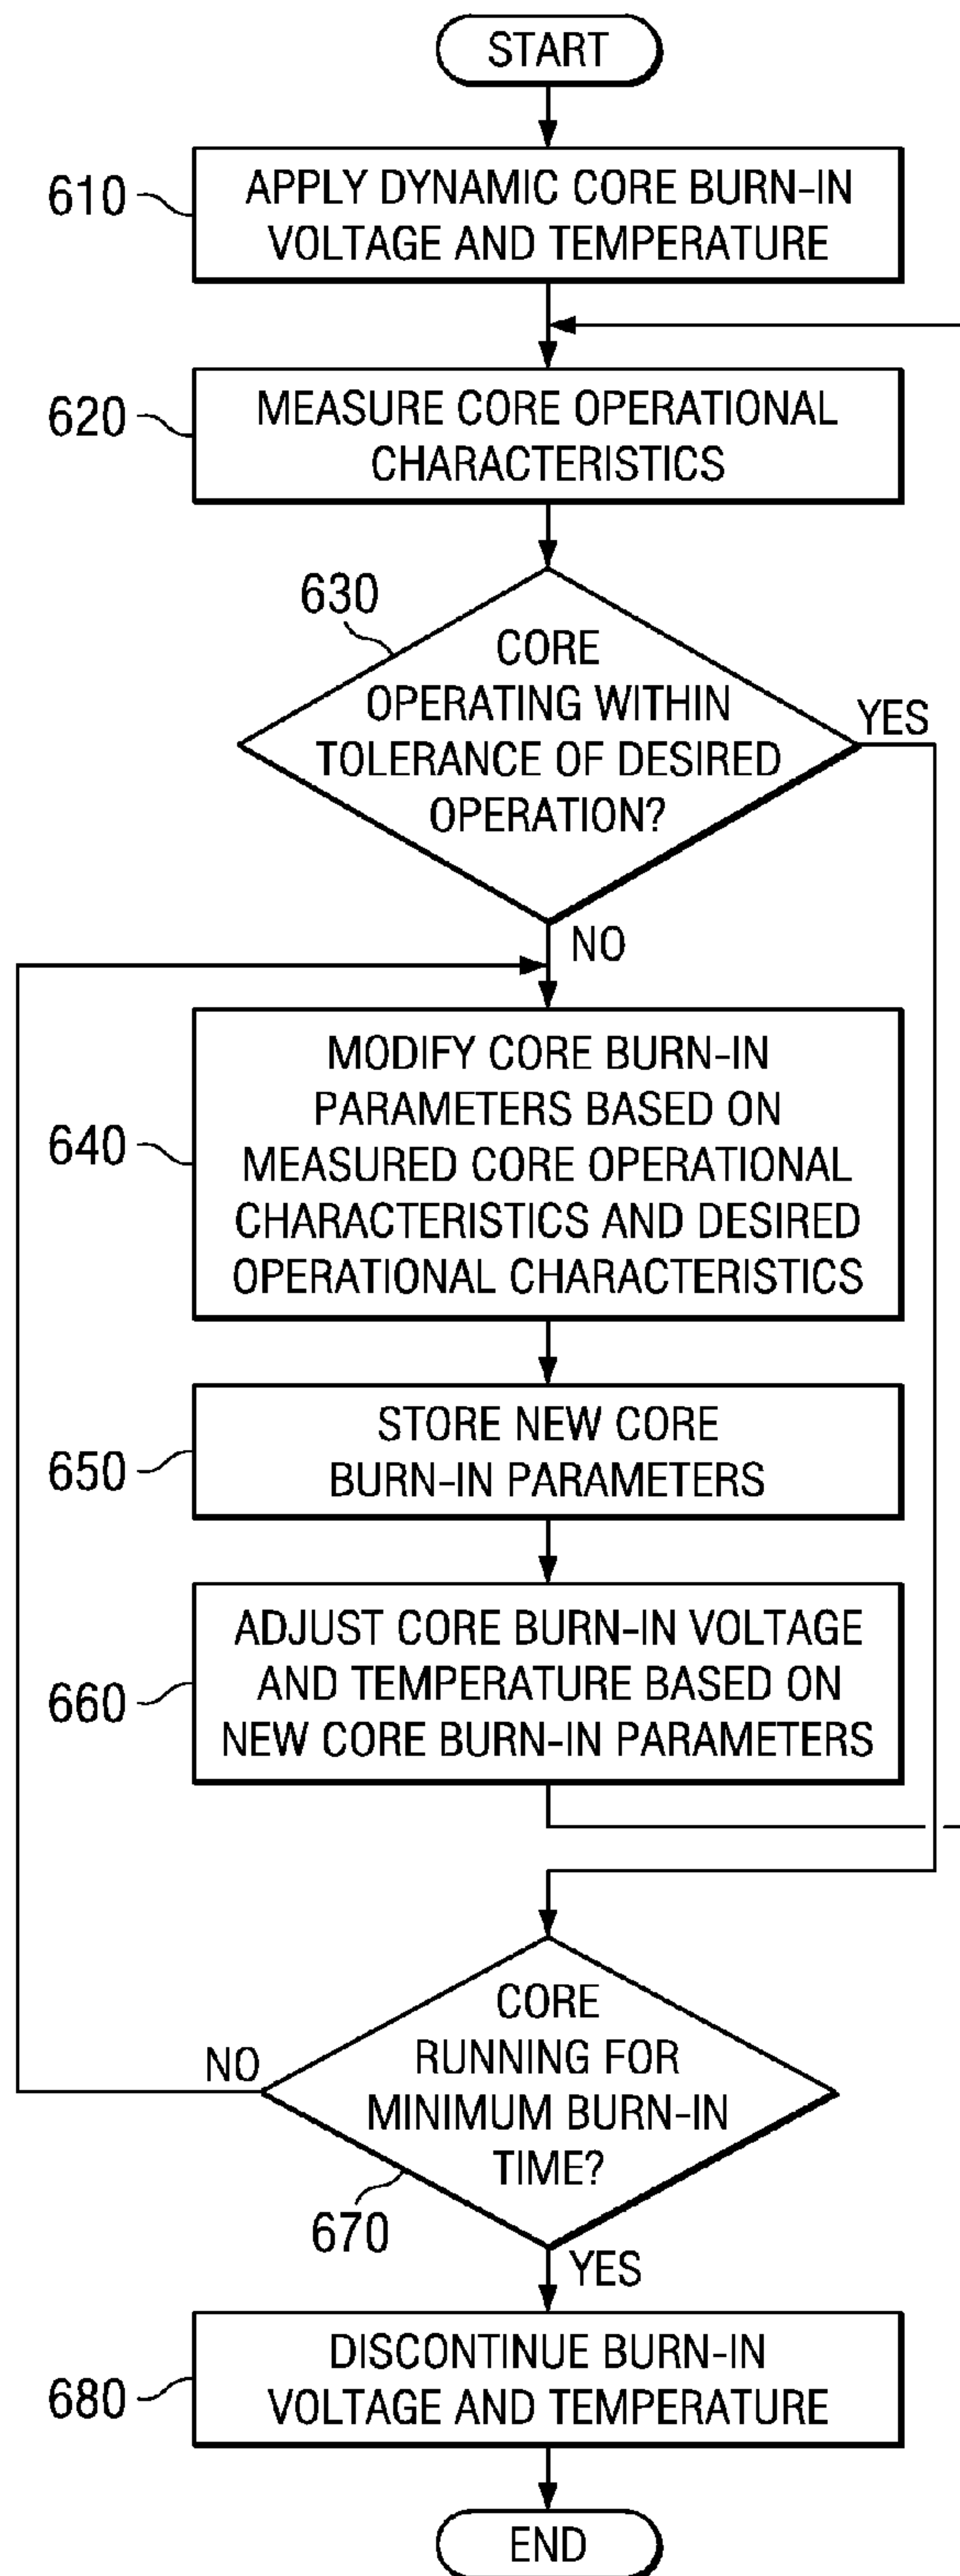 START
610
APPLY DYNAMIC CORE BURN-IN
VOLTAGE AND TEMPERATURE
620
MEASURE CORE OPERATIONAL
CHARACTERISTICS
630
CORE
OPERATING WITHIN
TOLERANCE OF DESIRED
OPERATION?
YES
NO
640
MODIFY CORE BURN-IN
PARAMETERS BASED ON
MEASURED CORE OPERATIONAL
CHARACTERISTICS AND DESIRED
OPERATIONAL CHARACTERISTICS
650
STORE NEW CORE
BURN-IN PARAMETERS
660
ADJUST CORE BURN-IN VOLTAGE
AND TEMPERATURE BASED ON
NEW CORE BURN-IN PARAMETERS
CORE
RUNNING FOR
MINIMUM BURN-IN
TIME?
NO
670
YES
680
DISCONTINUE BURN-IN
VOLTAGE AND TEMPERATURE
END